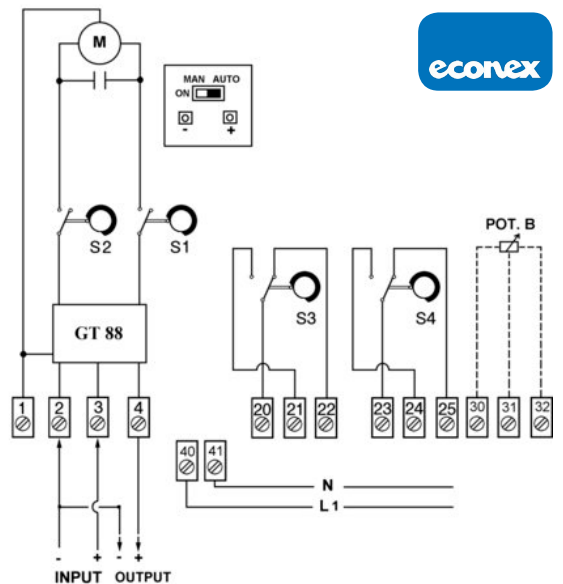 econex
M
MAN AUTO
ON
- +
S2 S1
POT. B
S3 S4
GT 88
1 2 3 4 20 21 22 23 24 25 30 31 32
40 41
N
L1
- + - +
INPUT OUTPUT